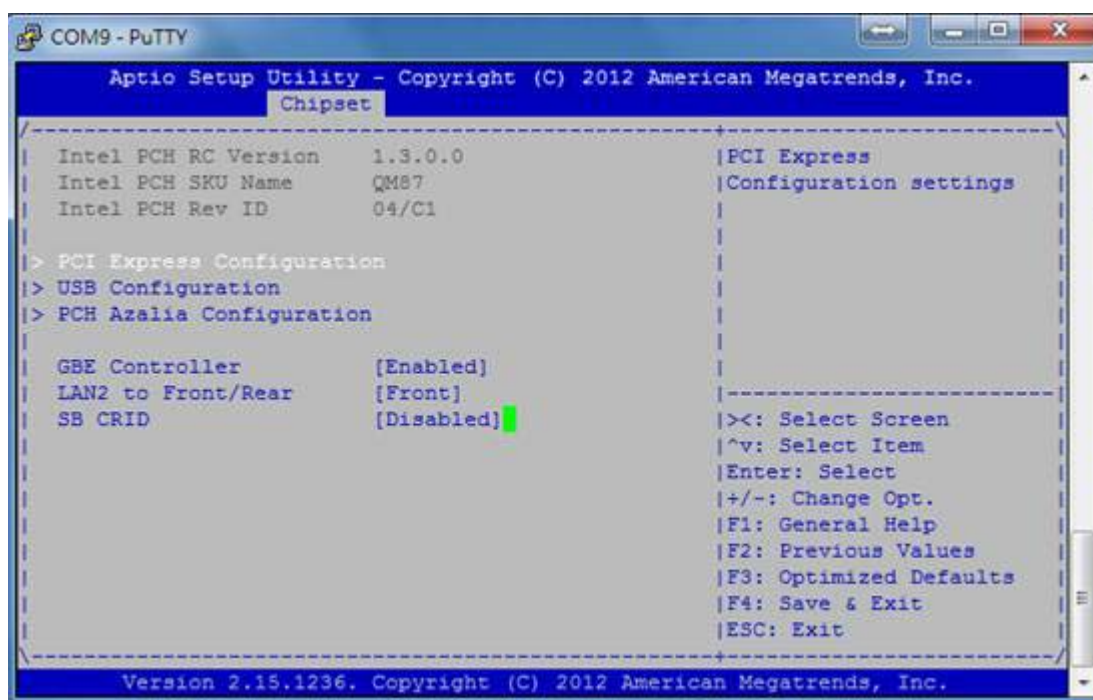 COM9 - PuTTY
Aptio Setup Utility - Copyright (C) 2012 American Megatrends, Inc.
Chipset
Intel PCH RC Version 1.3.0.0
Intel PCH SKU Name QM87
Intel PCH Rev ID 04/C1
> PCI Express Configuration
> USB Configuration
> PCH Azalia Configuration
GBE Controller [Enabled]
LAN2 to Front/Rear [Front]
SB CRID [Disabled]
PCI Express
Configuration settings
><: Select Screen
^v: Select Item
Enter: Select
+/-: Change Opt.
F1: General Help
F2: Previous Values
F3: Optimized Defaults
F4: Save & Exit
ESC: Exit
Version 2.15.1236. Copyright (C) 2012 American Megatrends, Inc.